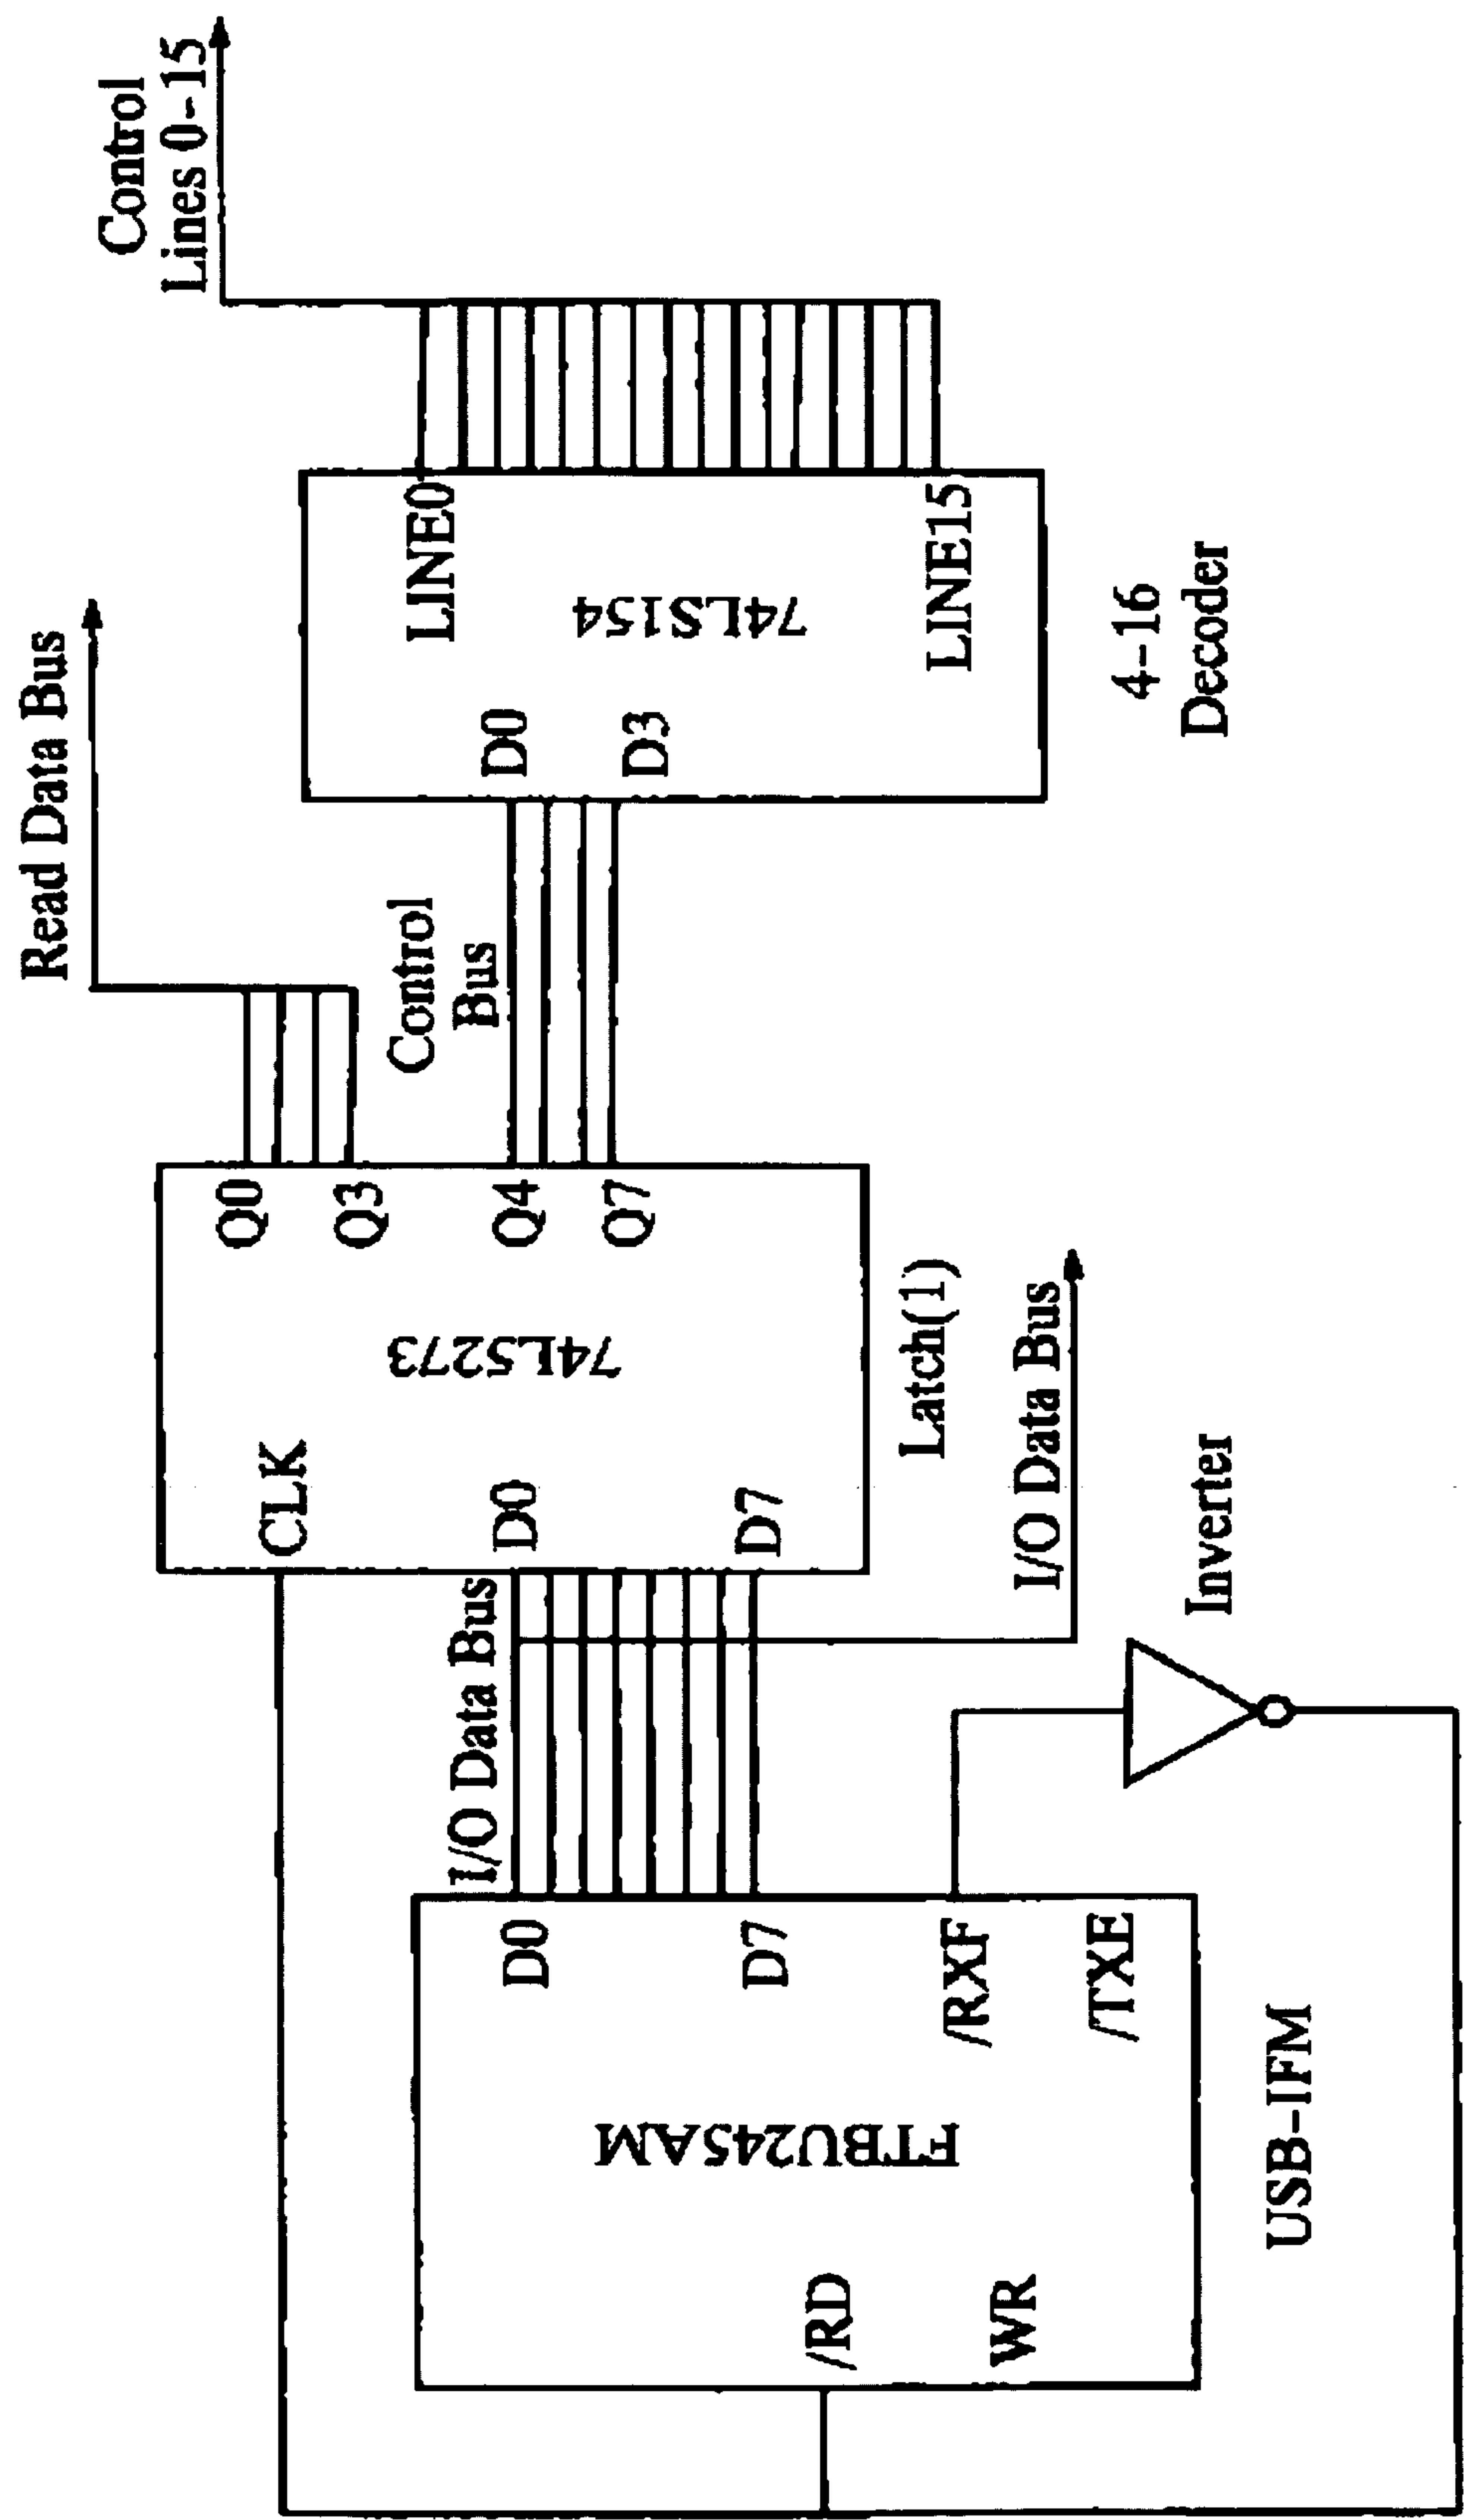 Read Data Bus
Control
Lines 0-15
Control
Bus
I/O Data Bus
CLK
D0
D7
74LS273
Q0
Q3
Q4
Q7
Latch(1)
D0
D3
74LS154
LINE0
LINE15
4-16
Decoder
D0
D7
/RXF
/TXE
FTBU245AM
/RD
WR
USB-IFM
I/O Data Bus
Inverter